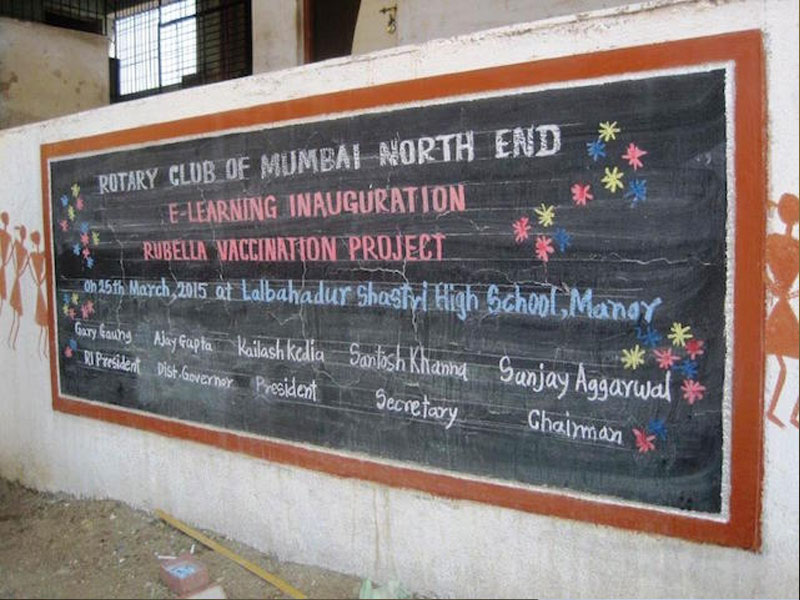 ROTARY CLUB OF MUMBAI NORTH END
E-LEARNING INAUGURATION
RUBELLA VACCINATION PROJECT
on 25th March, 2015 at Lalbahadur Shastri High School, Manor
Gary Gaung Ajay Gupta Kailash Kedia Santosh Khanna Sanjay Aggarwal
RI President Dist Governor President Secretary Chairman